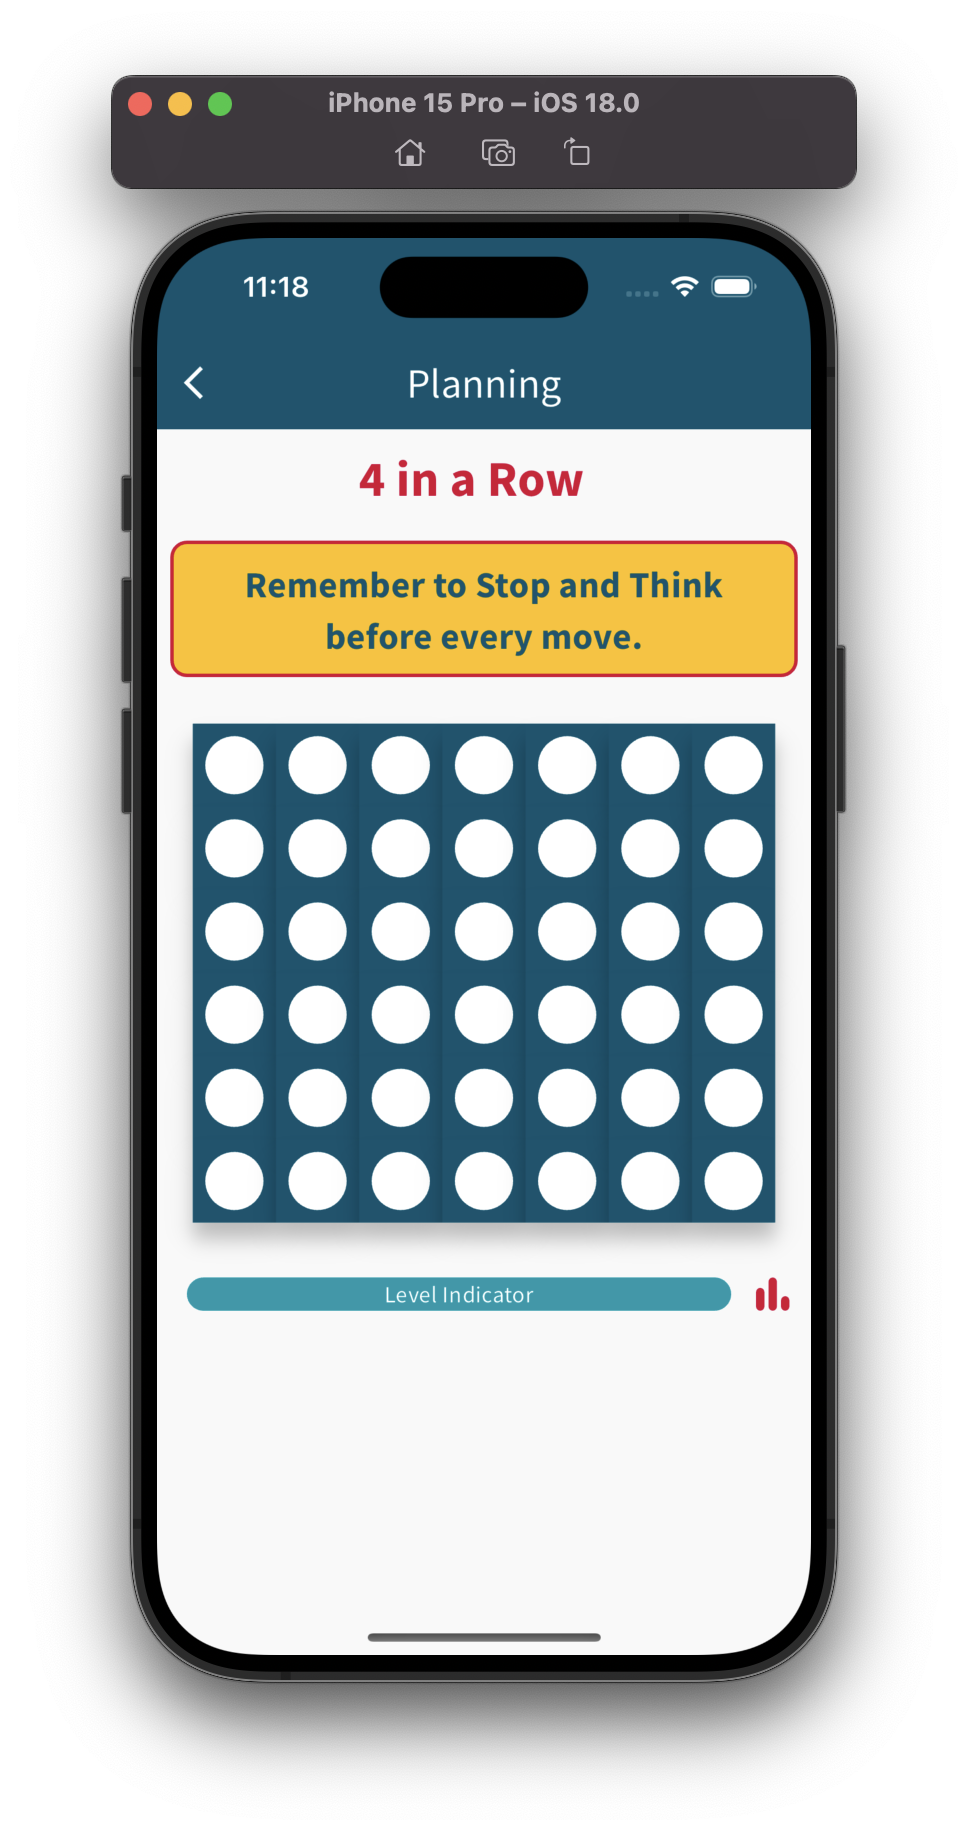 iPhone 15 Pro – iOS 18.0
11:18
Planning
4 in a Row
Remember to Stop and Think
before every move.
Level Indicator